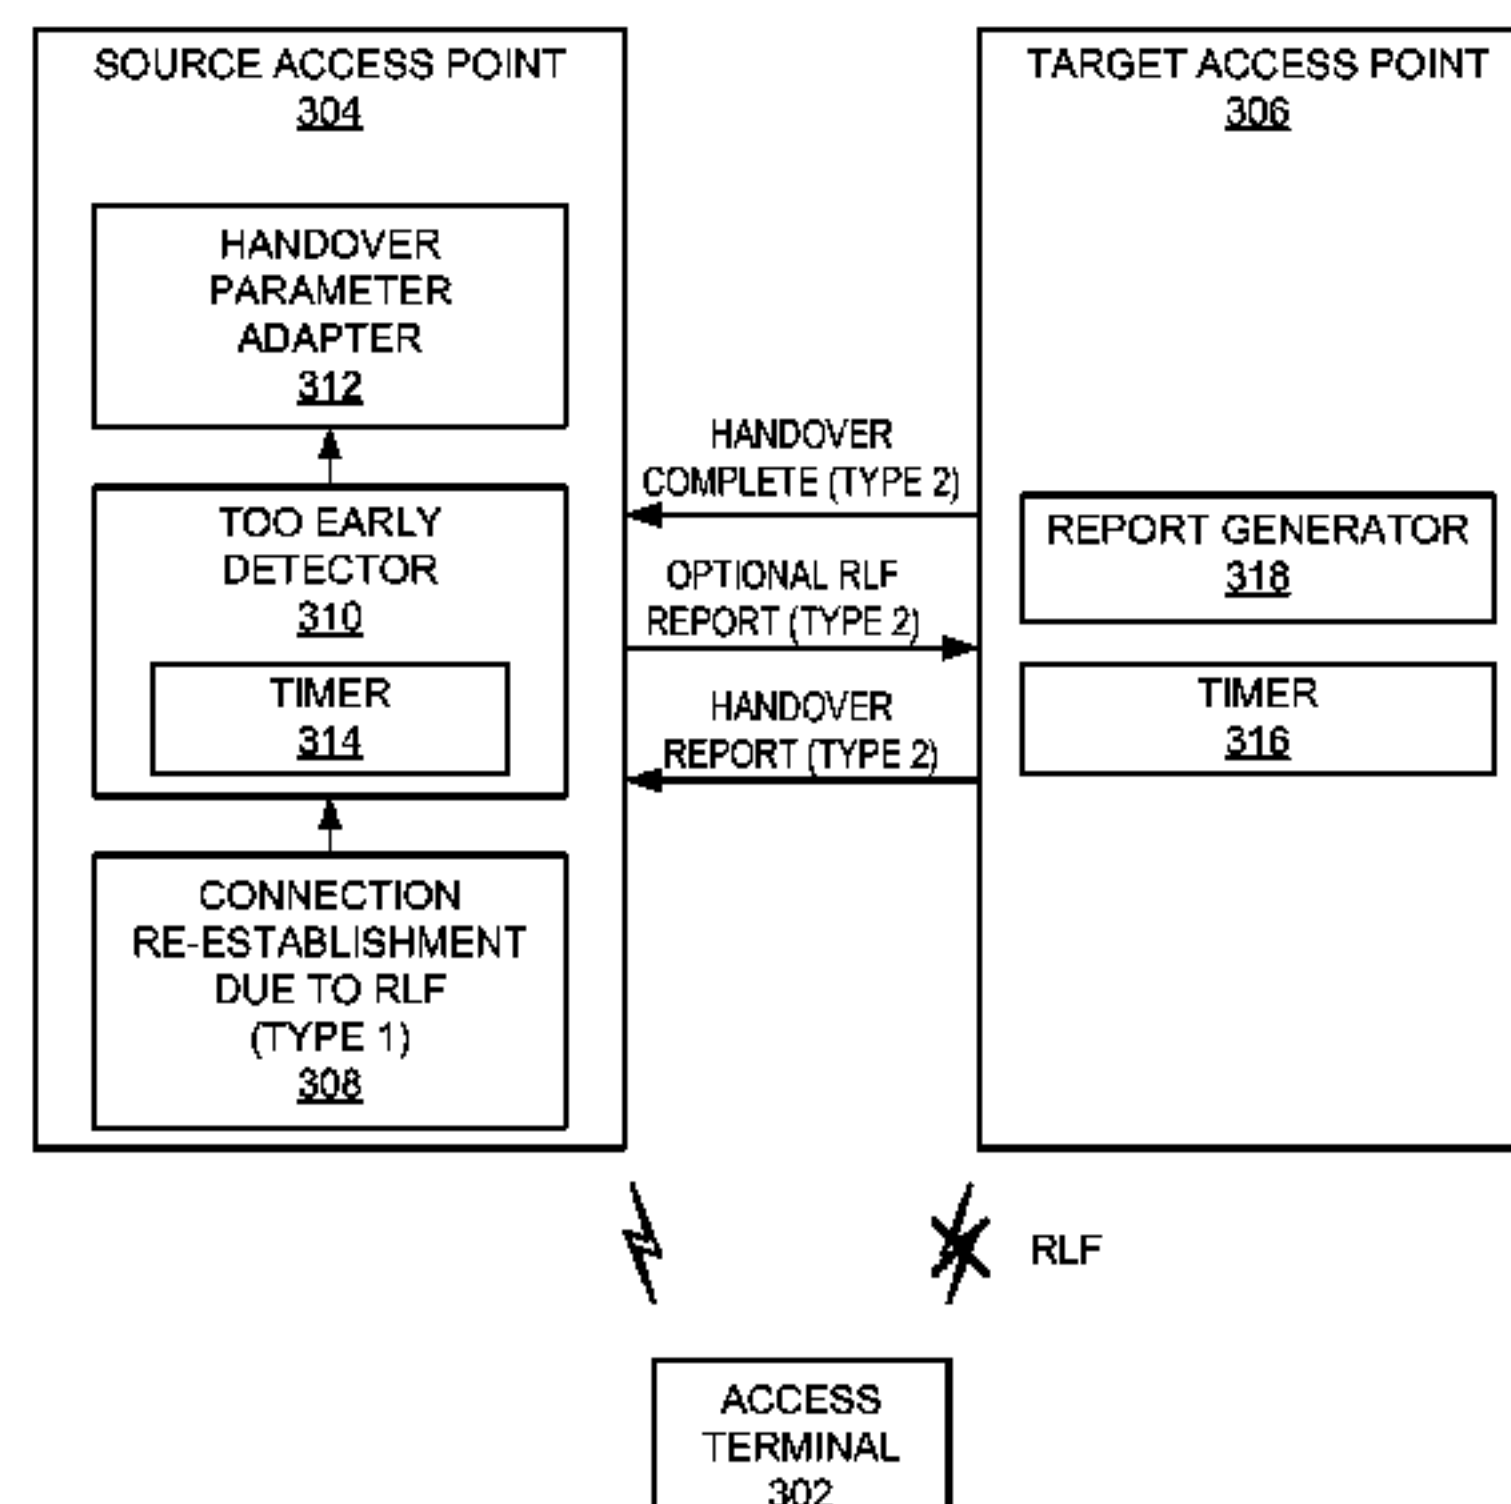 SOURCE ACCESS POINT
304
HANDOVER
PARAMETER
ADAPTER
312
TOO EARLY
DETECTOR
310
TIMER
314
CONNECTION
RE-ESTABLISHMENT
DUE TO RLF
(TYPE 1)
308
HANDOVER
COMPLETE (TYPE 2)
OPTIONAL RLF
REPORT (TYPE 2)
HANDOVER
REPORT (TYPE 2)
TARGET ACCESS POINT
306
REPORT GENERATOR
318
TIMER
316
RLF
ACCESS
TERMINAL
302